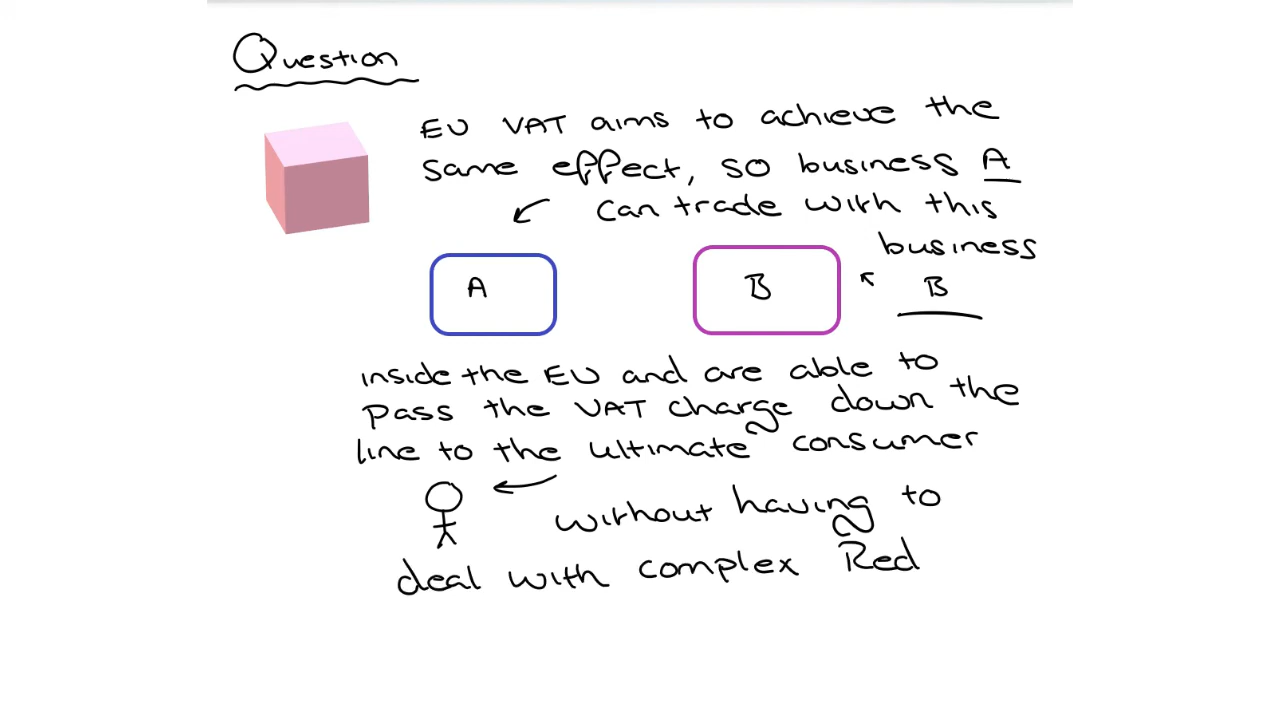 Question
EU VAT aims to achieve the
same effect, so business A
can trade with this
business
B
A
B
inside the EU and are able to
pass the VAT charge down the
line to the ultimate consumer
without having to
deal with complex Red